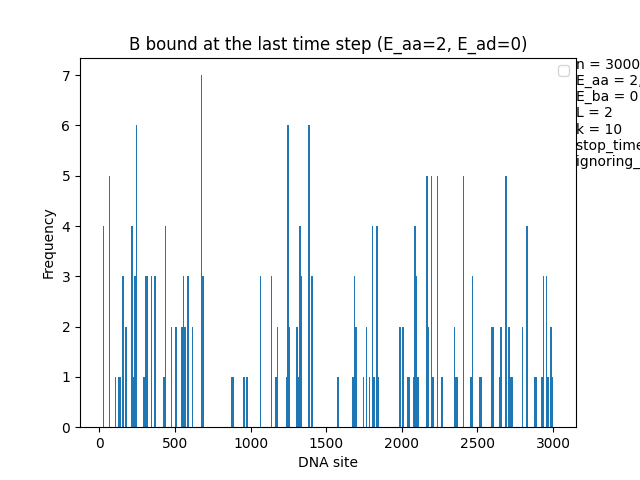 B bound at the last time step (E_aa=2, E_ad=0)
7
6
5
4
3
2
1
0
Frequency
0 500 1000 1500 2000 2500 3000
DNA site
n = 3000
E_aa = 2,
E_ba = 0
L = 2
k = 10
stop_time
ignoring_